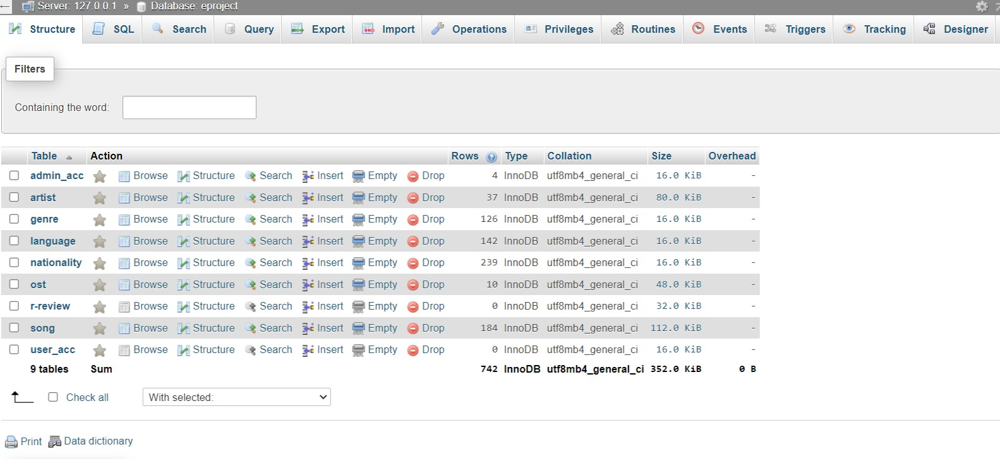 Server: 127.0.0.1 » Database: eproject
Structure SQL Search Query Export Import Operations Privileges Routines Events Triggers Tracking Designer
Filters
Containing the word:
Table Action Rows Type Collation Size Overhead
admin_acc Browse Structure Search Insert Empty Drop 4 InnoDB utf8mb4_general_ci 16.0 KiB -
artist Browse Structure Search Insert Empty Drop 37 InnoDB utf8mb4_general_ci 80.0 KiB -
genre Browse Structure Search Insert Empty Drop 126 InnoDB utf8mb4_general_ci 16.0 KiB -
language Browse Structure Search Insert Empty Drop 142 InnoDB utf8mb4_general_ci 16.0 KiB -
nationality Browse Structure Search Insert Empty Drop 239 InnoDB utf8mb4_general_ci 16.0 KiB -
ost Browse Structure Search Insert Empty Drop 10 InnoDB utf8mb4_general_ci 48.0 KiB -
r-review Browse Structure Search Insert Empty Drop 0 InnoDB utf8mb4_general_ci 32.0 KiB -
song Browse Structure Search Insert Empty Drop 184 InnoDB utf8mb4_general_ci 112.0 KiB -
user_acc Browse Structure Search Insert Empty Drop 0 InnoDB utf8mb4_general_ci 16.0 KiB -
9 tables Sum 742 InnoDB utf8mb4_general_ci 352.0 KiB 0 B
Check all With selected:
Print Data dictionary